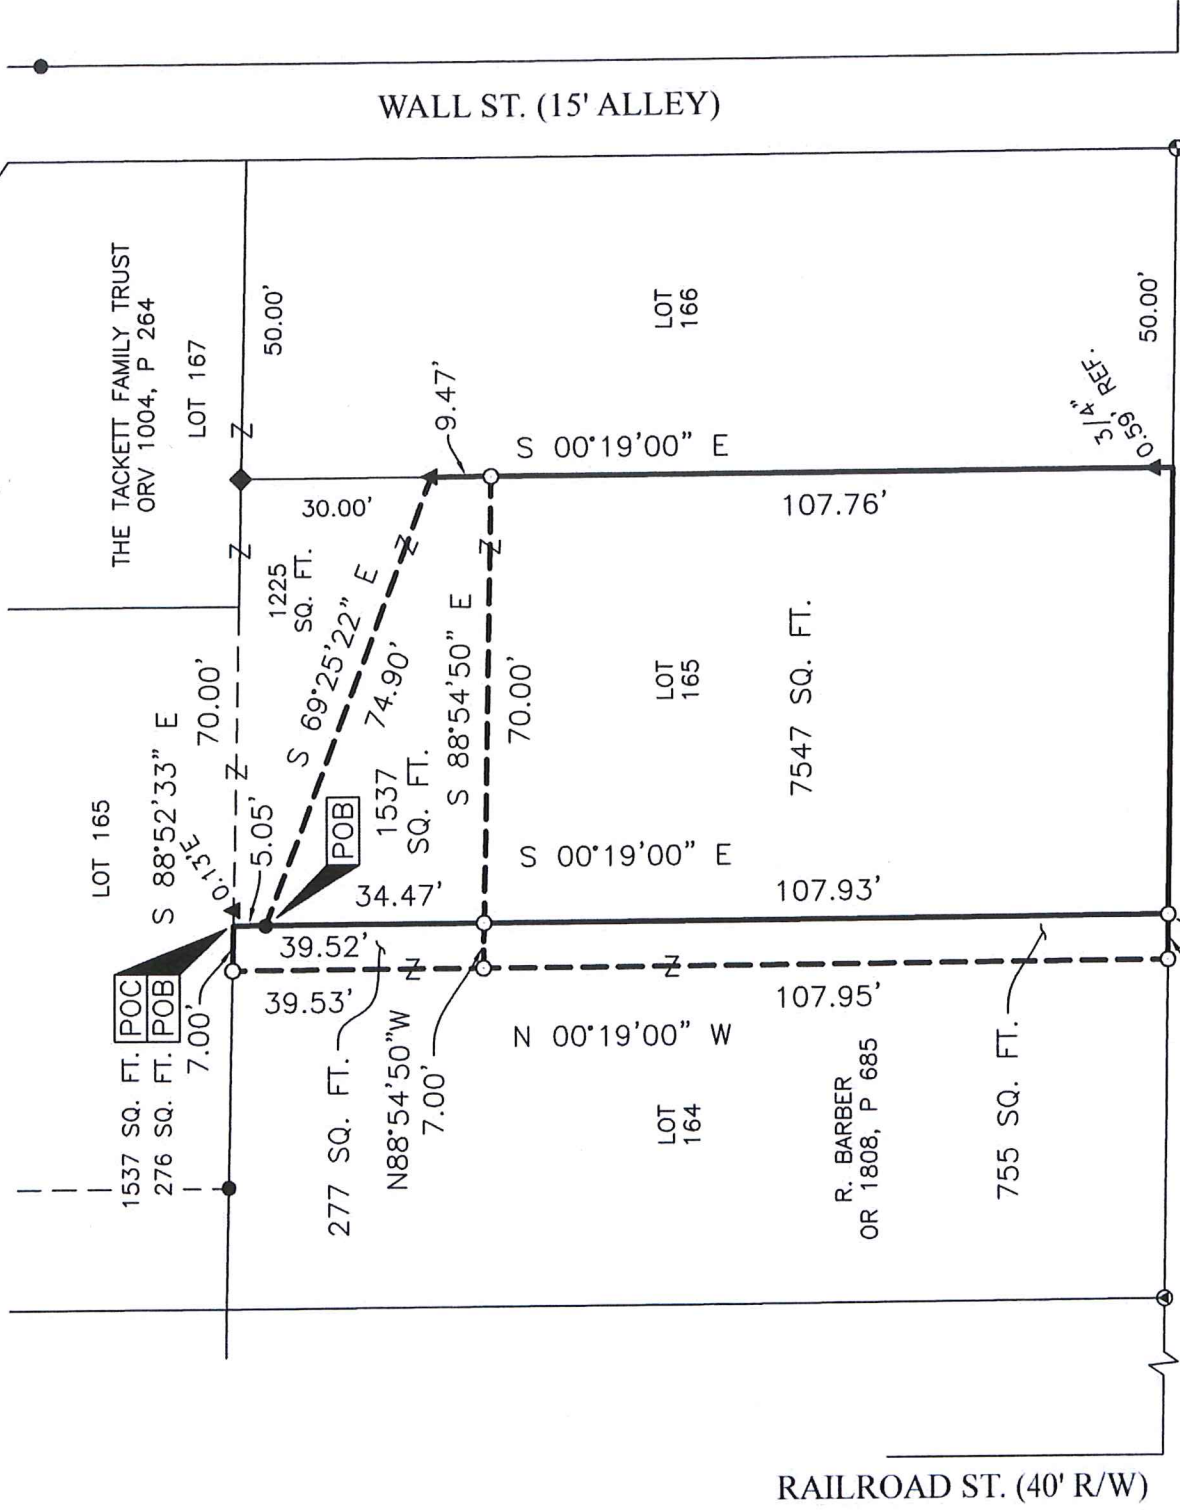 WALL ST. (15' ALLEY)
THE TACKETT FAMILY TRUST
ORV 1004, P 264
LOT 167
50.00'
LOT
166
50.00'
3/4"
0.59' REF.
9.47'
S 00°19'00" E
107.76'
30.00'
1225
SQ. FT.
S 69°25'22" E
74.90'
S 88°54'50" E
70.00'
LOT
165
7547 SQ. FT.
LOT 165
S 88°52'33" E
70.00'
0.13'E
5.05'
POB
1537
SQ. FT.
34.47'
S 00°19'00" E
107.93'
39.52'
39.53'
107.95'
N 00°19'00" W
1537 SQ. FT. POC
276 SQ. FT. POB
7.00'
277 SQ. FT.
N88°54'50"W
7.00'
LOT
164
R. BARBER
OR 1808, P 685
755 SQ. FT.
Z
Z
Z
Z
Z
Z
Z
RAILROAD ST. (40' R/W)